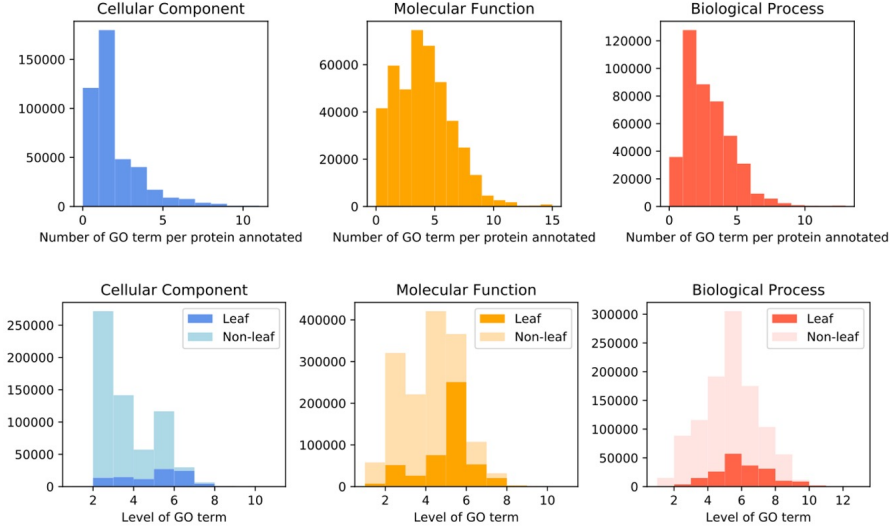 Cellular Component
150000
100000
50000
0
0 5 10
Number of GO term per protein annotated
Molecular Function
60000
40000
20000
0
0 5 10 15
Number of GO term per protein annotated
Biological Process
120000
100000
80000
60000
40000
20000
0
0 5 10
Number of GO term per protein annotated
Cellular Component
Leaf
Non-leaf
250000
200000
150000
100000
50000
0
2 4 6 8 10
Level of GO term
Molecular Function
Leaf
Non-leaf
400000
300000
200000
100000
0
2 4 6 8 10
Level of GO term
Biological Process
Leaf
Non-leaf
300000
250000
200000
150000
100000
50000
0
2 4 6 8 10 12
Level of GO term